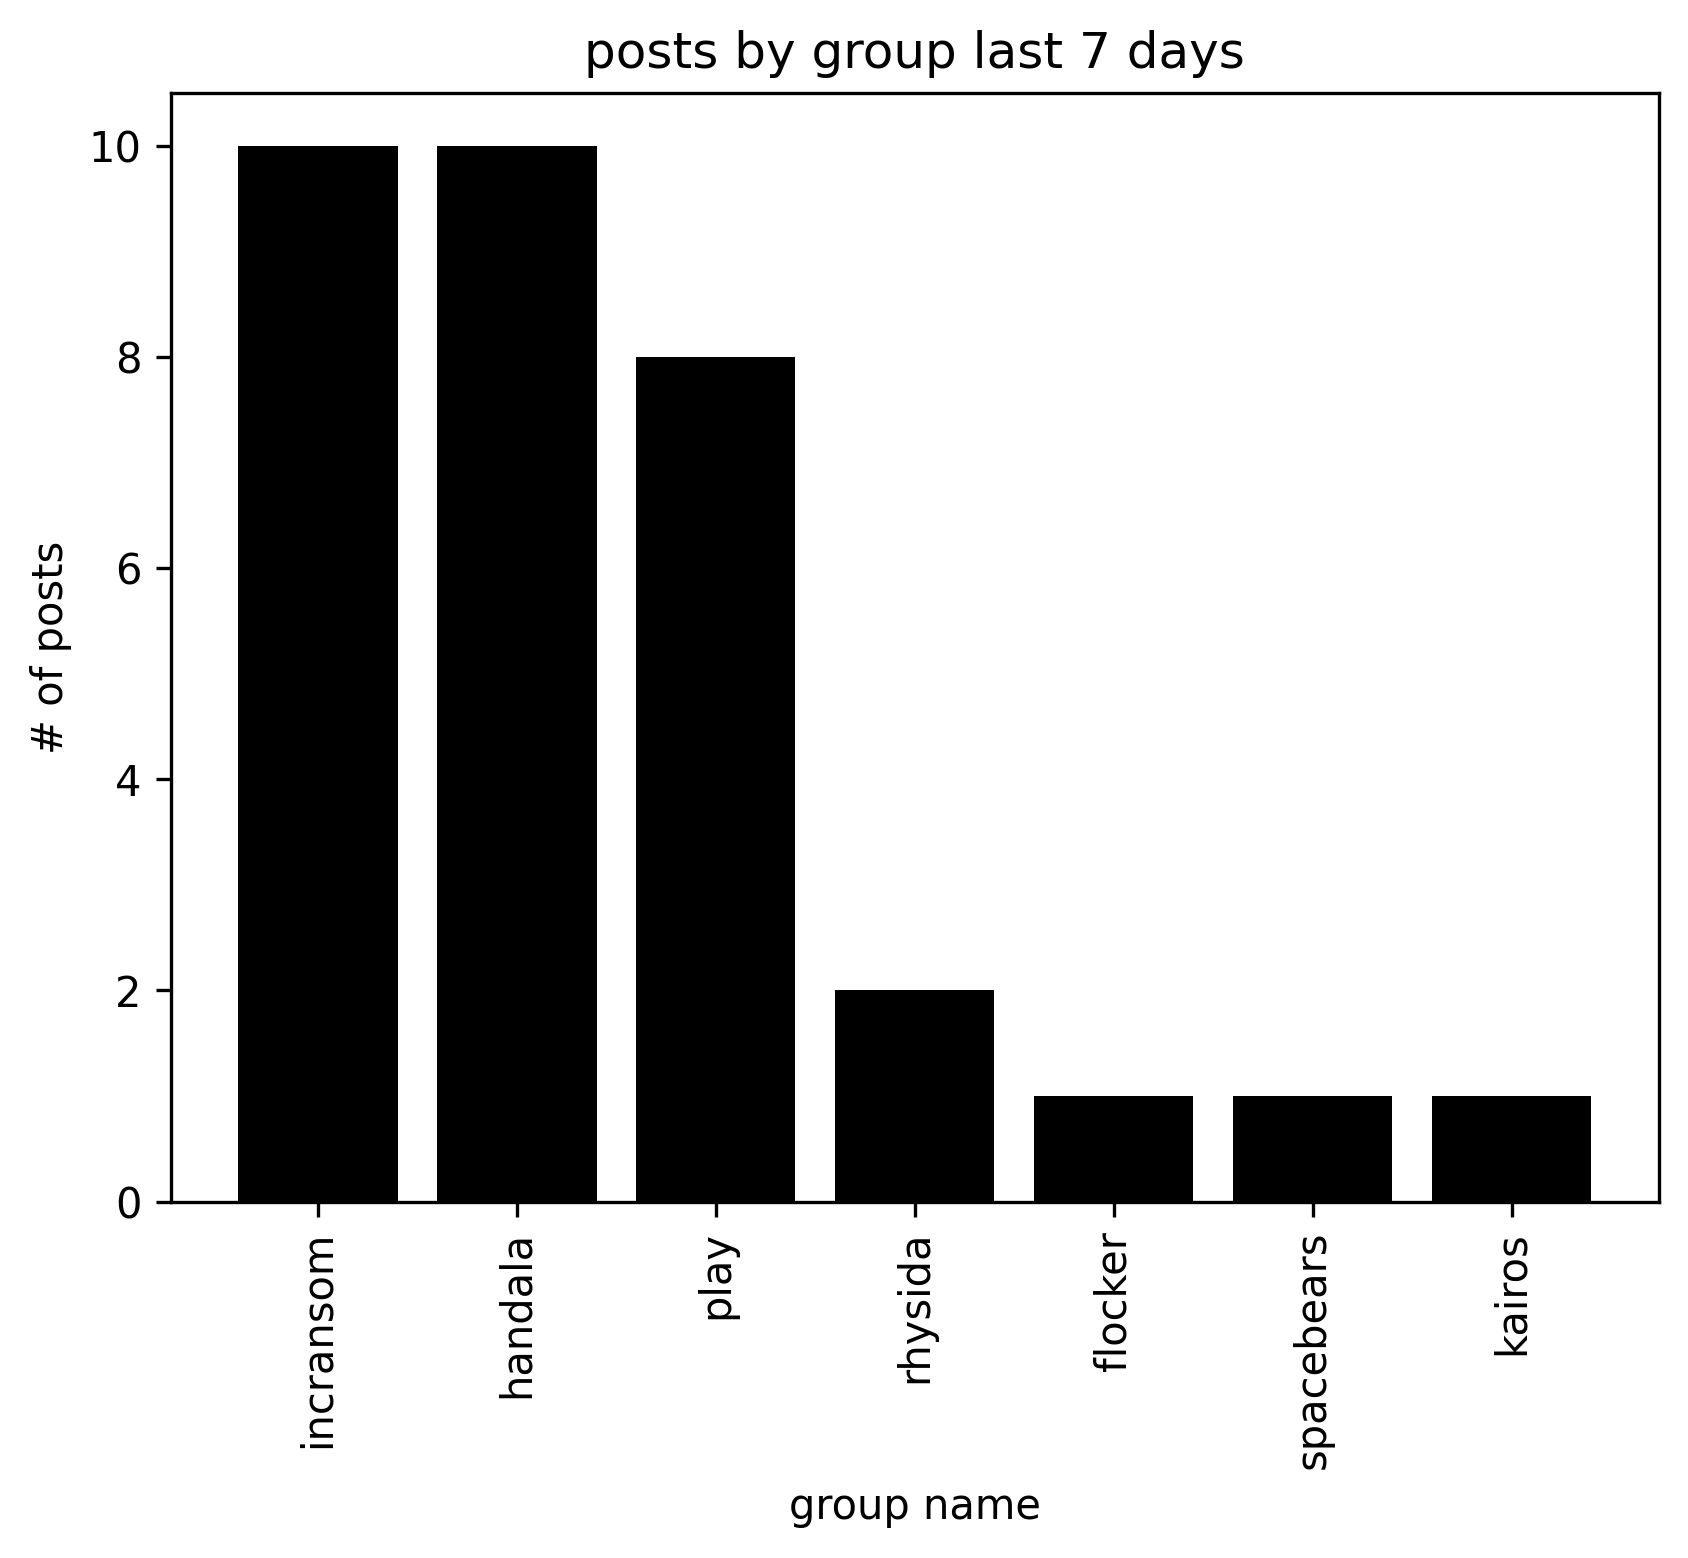 posts by group last 7 days
10
8
6
4
2
0
# of posts
incransom
handala
play
rhysida
flocker
spacebears
kairos
group name